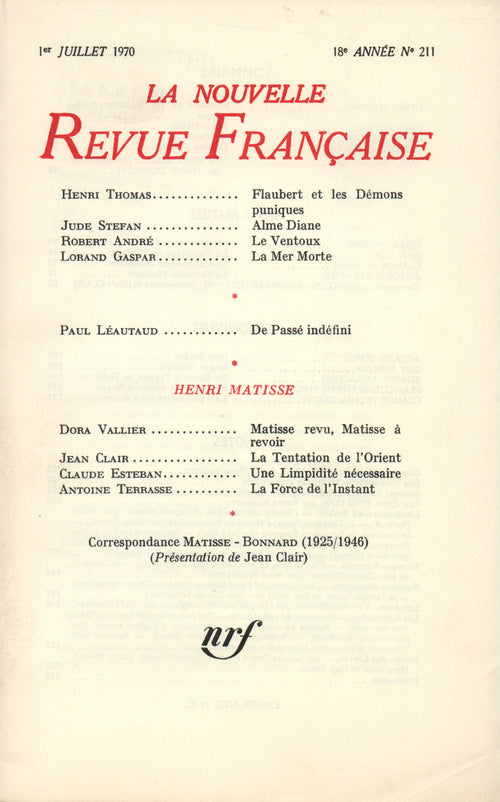 1er JUILLET 1970 18e ANNÉE No 211
LA NOUVELLE
REVUE FRANÇAISE
HENRI THOMAS.............. Flaubert et les Démons
puniques
JUDE STEFAN .............. Alme Diane
ROBERT ANDRÉ ............. Le Ventoux
LORAND GASPAR............ La Mer Morte
*
PAUL LÉAUTAUD ............ De Passé indéfini
*
HENRI MATISSE
DORA VALLIER .............. Matisse revu, Matisse à
revoir
JEAN CLAIR ................ La Tentation de l'Orient
CLAUDE ESTEBAN............ Une Limpidité nécessaire
ANTOINE TERRASSE .......... La Force de l'Instant
*
Correspondance MATISSE - BONNARD (1925/1946)
(Présentation de Jean Clair)
nrf
EXEMPLAIRE H.C.